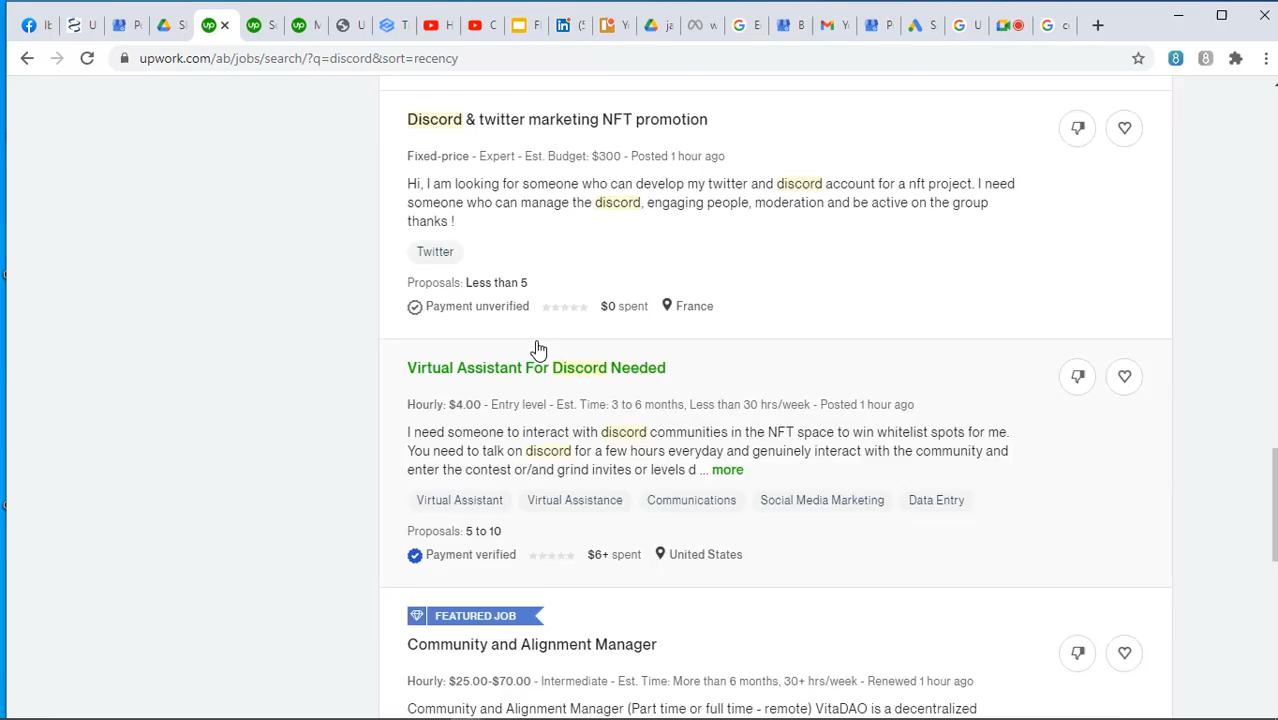 Ib
U
P
S
up
up S
up M
U
T
H
C
Fl
in (5
Y
ja
w
G E
B
Y
P
S
G U
M
G c
upwork.com/ab/jobs/search/?q=discord&sort=recency
8 8
Discord & twitter marketing NFT promotion
Fixed-price - Expert - Est. Budget: $300 - Posted 1 hour ago
Hi, I am looking for someone who can develop my twitter and discord account for a nft project. I need
someone who can manage the discord, engaging people, moderation and be active on the group
thanks !
Twitter
Proposals: Less than 5
Payment unverified $0 spent France
Virtual Assistant For Discord Needed
Hourly: $4.00 - Entry level - Est. Time: 3 to 6 months, Less than 30 hrs/week - Posted 1 hour ago
I need someone to interact with discord communities in the NFT space to win whitelist spots for me.
You need to talk on discord for a few hours everyday and genuinely interact with the community and
enter the contest or/and grind invites or levels d ... more
Virtual Assistant Virtual Assistance Communications Social Media Marketing Data Entry
Proposals: 5 to 10
Payment verified $6+ spent United States
FEATURED JOB
Community and Alignment Manager
Hourly: $25.00-$70.00 - Intermediate - Est. Time: More than 6 months, 30+ hrs/week - Renewed 1 hour ago
Community and Alignment Manager (Part time or full time - remote) VitaDAO is a decentralized